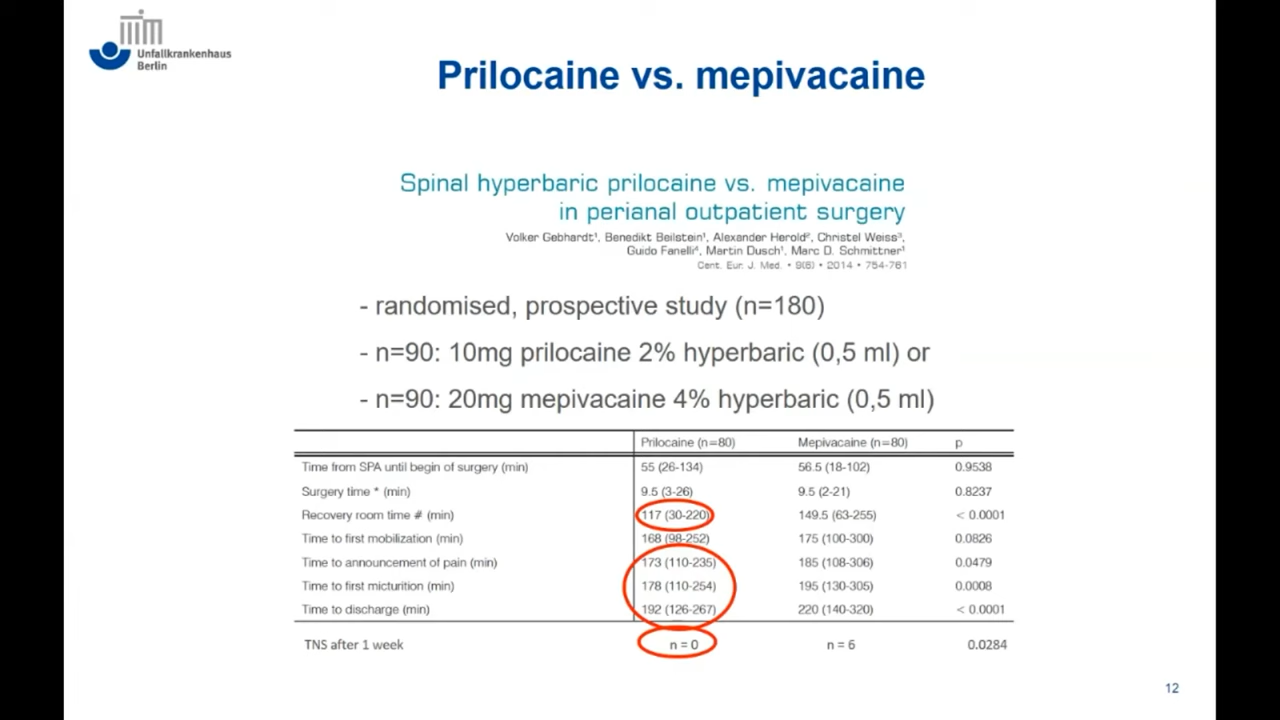 Unfallkrankenhaus
Berlin
Prilocaine vs. mepivacaine
Spinal hyperbaric prilocaine vs. mepivacaine
in perianal outpatient surgery
Volker Gebhardt¹, Benedikt Beilstein¹, Alexander Herold², Christel Weiss³,
Guido Fanelli⁴, Martin Dusch¹, Marc D. Schmittner¹
Cent. Eur. J. Med. • 9(6) • 2014 • 754-761
- randomised, prospective study (n=180)
- n=90: 10mg prilocaine 2% hyperbaric (0,5 ml) or
- n=90: 20mg mepivacaine 4% hyperbaric (0,5 ml)
Prilocaine (n=80) Mepivacaine (n=80) p
Time from SPA until begin of surgery (min) 55 (26-134) 56.5 (18-102) 0.9538
Surgery time * (min) 9.5 (3-26) 9.5 (2-21) 0.8237
Recovery room time # (min) 117 (30-220) 149.5 (63-255) < 0.0001
Time to first mobilization (min) 168 (98-252) 175 (100-300) 0.0826
Time to announcement of pain (min) 173 (110-235) 185 (108-306) 0.0479
Time to first micturition (min) 178 (110-254) 195 (130-305) 0.0008
Time to discharge (min) 192 (126-267) 220 (140-320) < 0.0001
TNS after 1 week n = 0 n = 6 0.0284
12